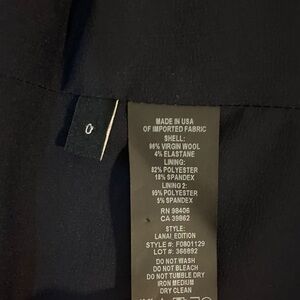 0
MADE IN USA
OF IMPORTED FABRIC
SHELL:
96% VIRGIN WOOL
4% ELASTANE
LINING:
82% POLYESTER
18% SPANDEX
LINING 2:
95% POLYESTER
5% SPANDEX
RN 98406
CA 39862
STYLE:
LANAI EDITION
STYLE #: F0801129
LOT #: 366892
DO NOT WASH
DO NOT BLEACH
DO NOT TUMBLE DRY
IRON MEDIUM
DRY CLEAN